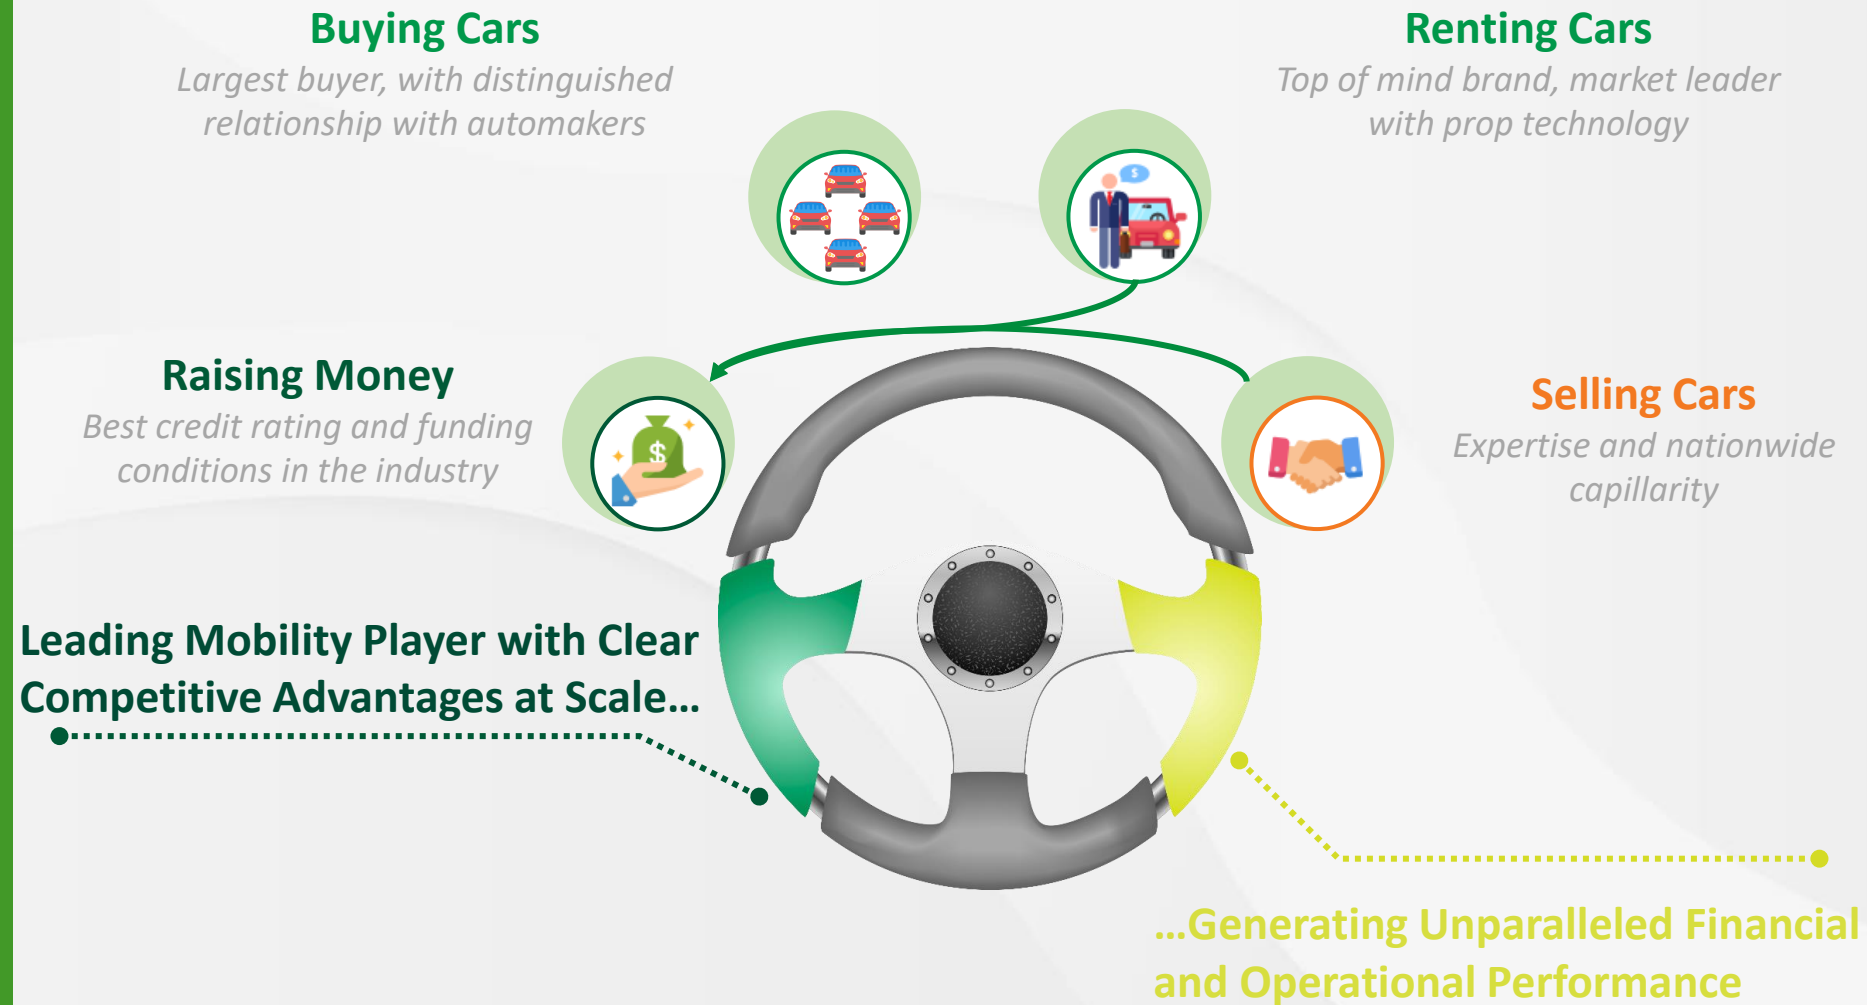 Buying Cars
Largest buyer, with distinguished
relationship with automakers
Renting Cars
Top of mind brand, market leader
with prop technology
$
Raising Money
Best credit rating and funding
conditions in the industry
$
Selling Cars
Expertise and nationwide
capillarity
Leading Mobility Player with Clear
Competitive Advantages at Scale…
…Generating Unparalleled Financial
and Operational Performance